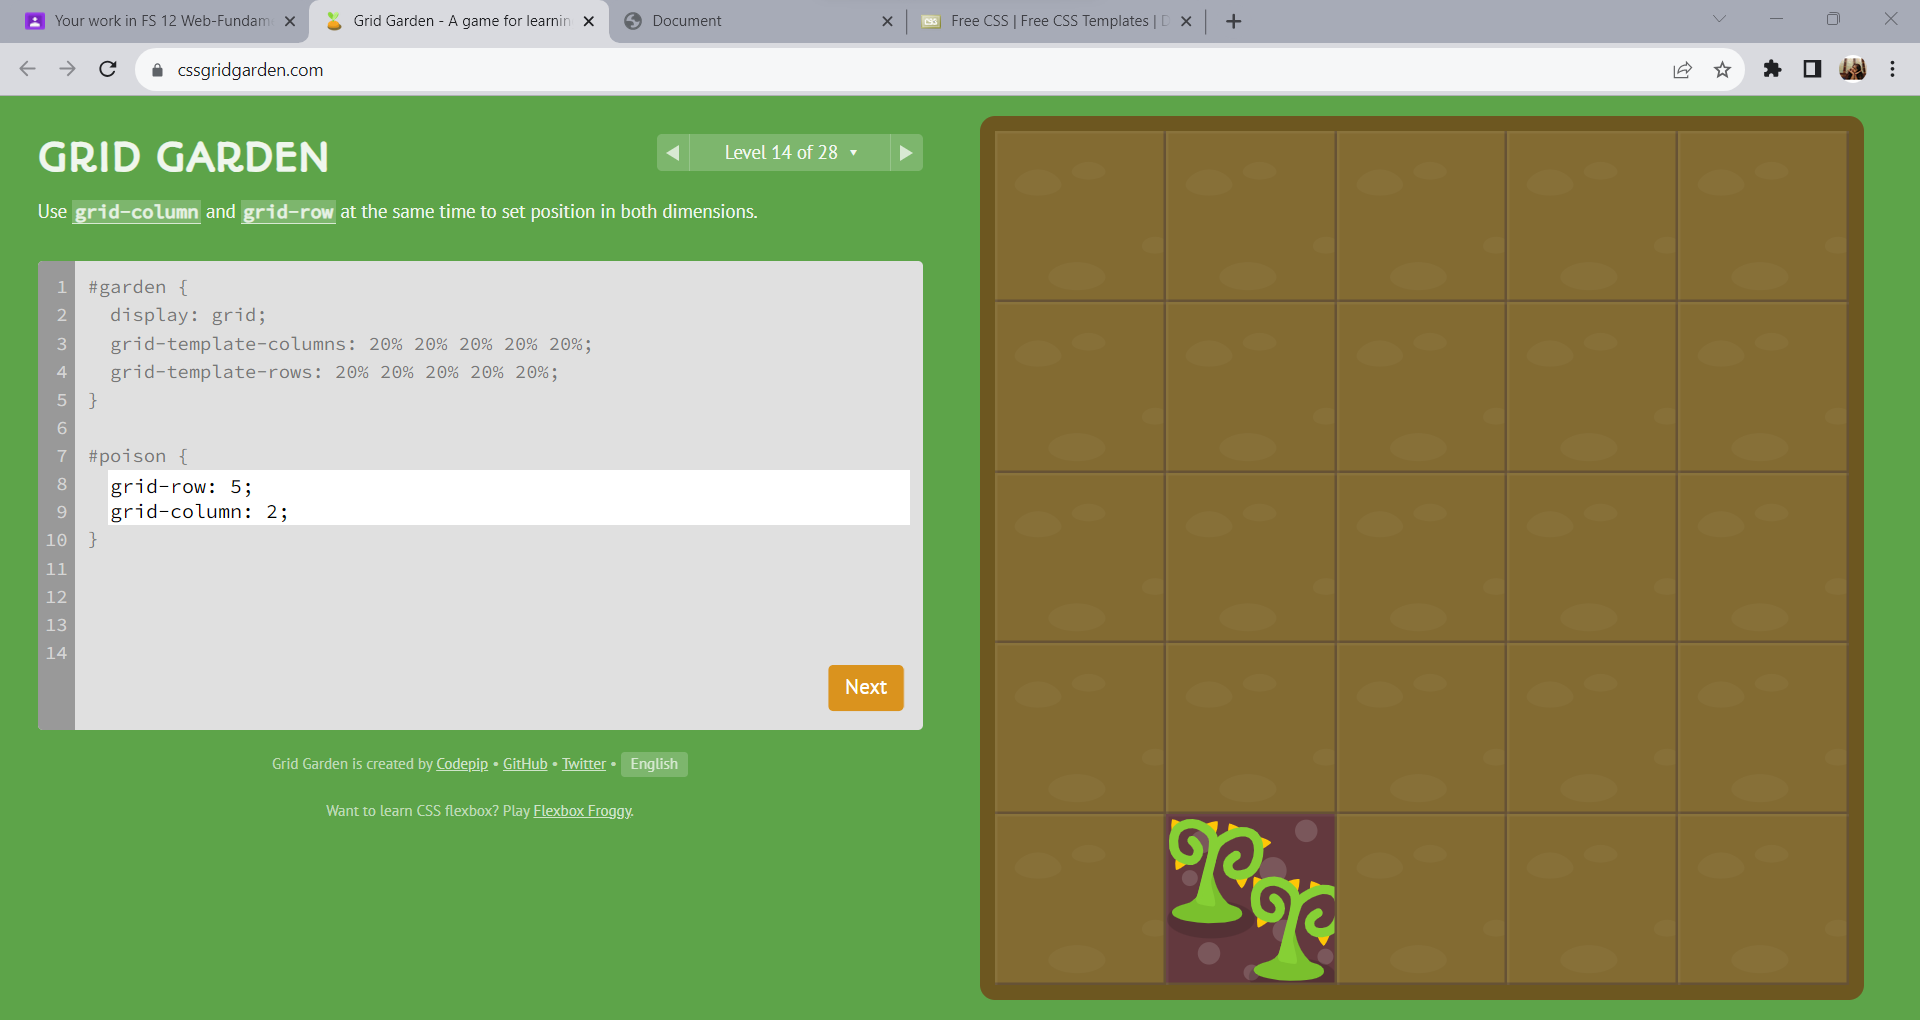 Your work in FS 12 Web-Fundam
Grid Garden - A game for learnin
Document
Free CSS | Free CSS Templates |
cssgridgarden.com
GRID GARDEN
Level 14 of 28
Use grid-column and grid-row at the same time to set position in both dimensions.
1 #garden {
2 display: grid;
3 grid-template-columns: 20% 20% 20% 20% 20%;
4 grid-template-rows: 20% 20% 20% 20% 20%;
5 }
6
7 #poison {
8 grid-row: 5;
9 grid-column: 2;
10 }
11
12
13
14
Next
Grid Garden is created by Codepip • GitHub • Twitter • English
Want to learn CSS flexbox? Play Flexbox Froggy.